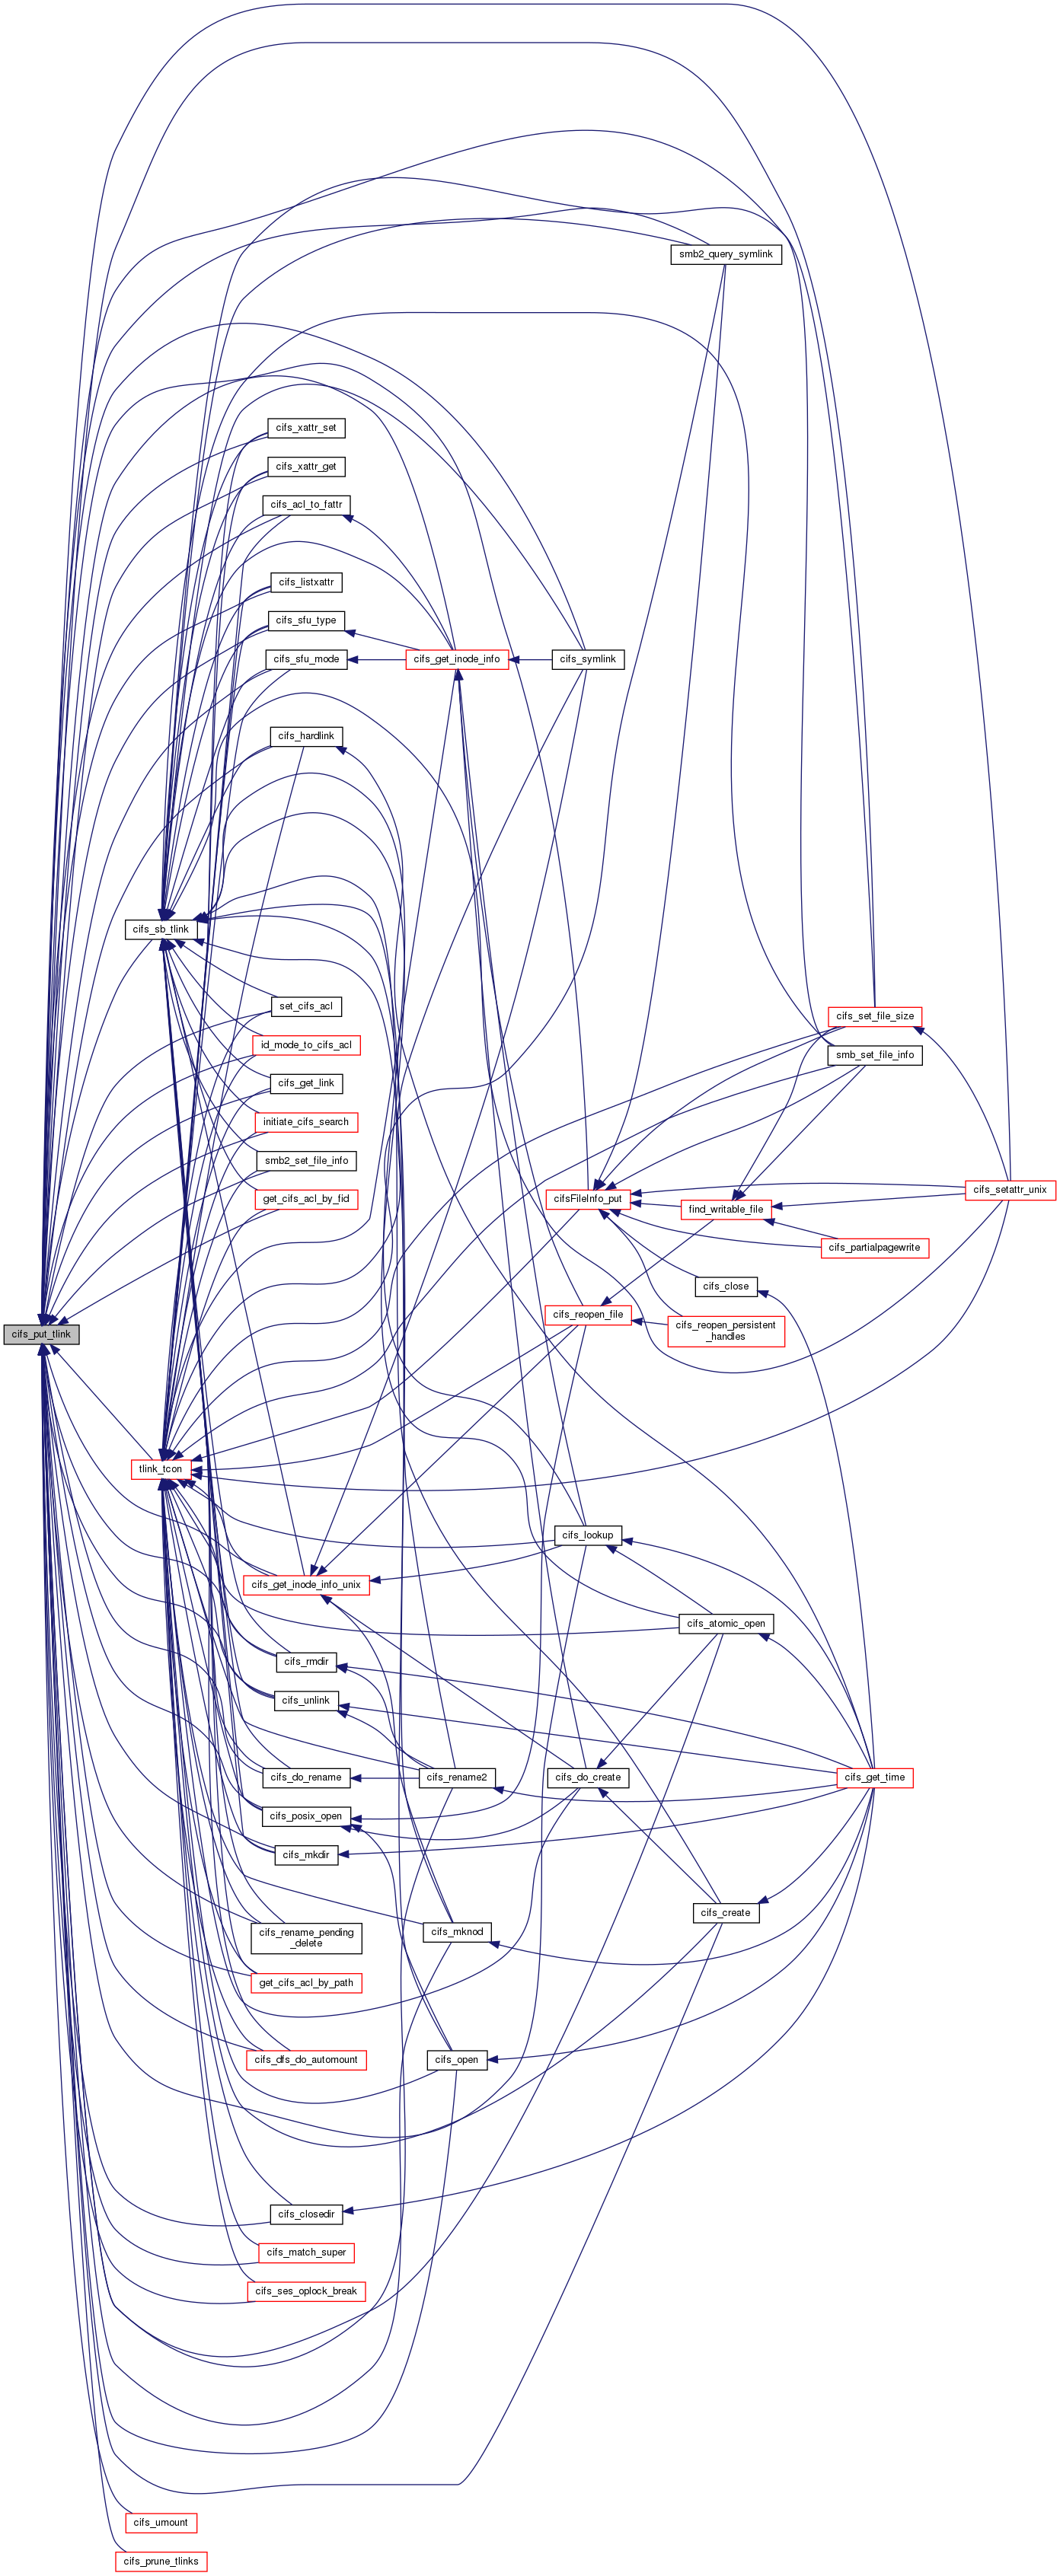 smb2_query_symlink
cifs_xattr_set
cifs_xattr_get
cifs_acl_to_fattr
cifs_listxattr
cifs_sfu_type
cifs_sfu_mode
cifs_get_inode_info
cifs_symlink
cifs_hardlink
cifs_sb_tlink
set_cifs_acl
cifs_set_file_size
id_mode_to_cifs_acl
smb_set_file_info
cifs_get_link
initiate_cifs_search
smb2_set_file_info
get_cifs_acl_by_fid
cifsFileInfo_put
find_writable_file
cifs_setattr_unix
cifs_partialpagewrite
cifs_close
cifs_reopen_file
cifs_reopen_persistent
_handles
cifs_put_tlink
tlink_tcon
cifs_lookup
cifs_get_inode_info_unix
cifs_atomic_open
cifs_rmdir
cifs_unlink
cifs_do_rename
cifs_rename2
cifs_do_create
cifs_get_time
cifs_posix_open
cifs_mkdir
cifs_create
cifs_rename_pending
_delete
cifs_mknod
get_cifs_acl_by_path
cifs_dfs_do_automount
cifs_open
cifs_closedir
cifs_match_super
cifs_ses_oplock_break
cifs_umount
cifs_prune_tlinks